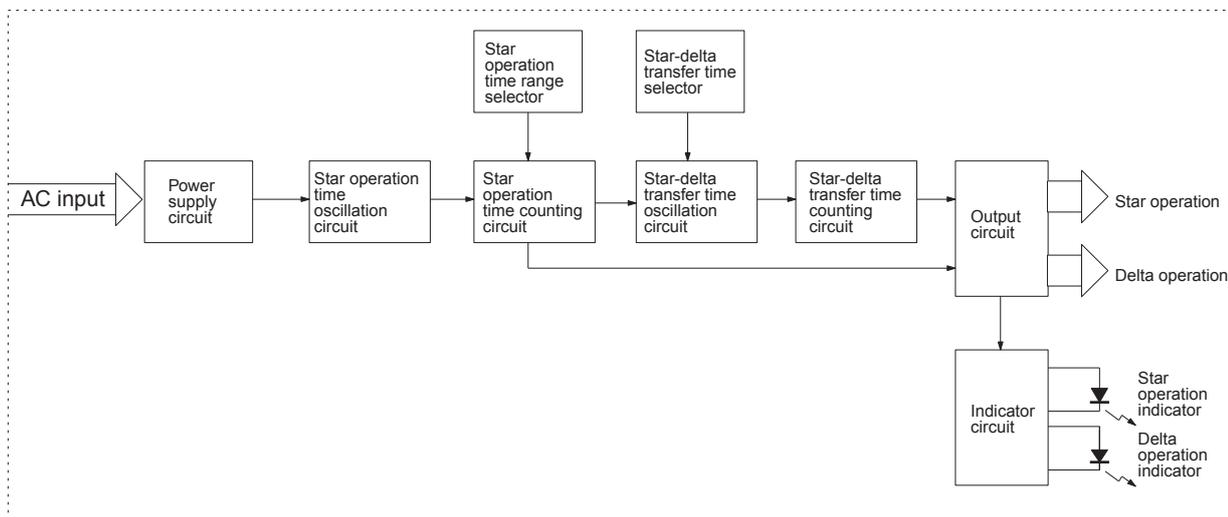 Star
operation
time range
selector
Star-delta
transfer time
selector
AC input
Power
supply
circuit
Star operation
time
oscillation
circuit
Star
operation
time counting
circuit
Star-delta
transfer time
oscillation
circuit
Star-delta
transfer time
counting
circuit
Output
circuit
Star operation
Delta operation
Indicator
circuit
Star
operation
indicator
Delta
operation
indicator